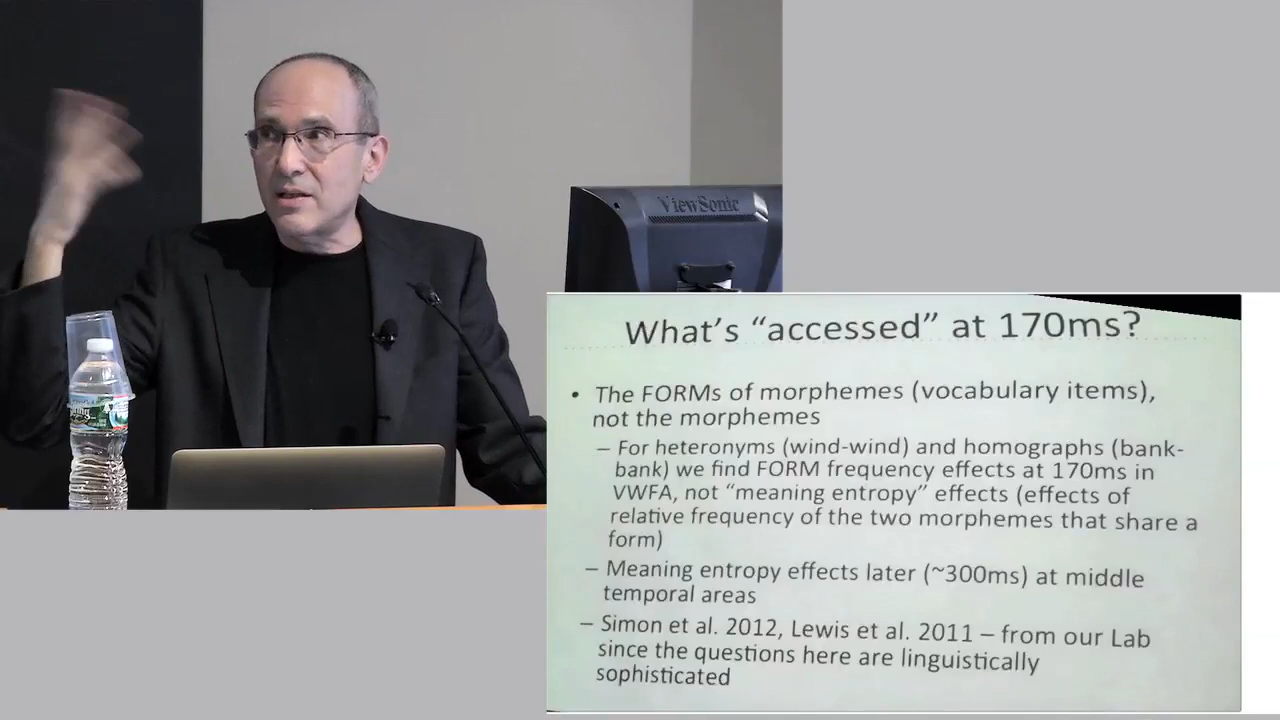 ViewSonic
What's "accessed" at 170ms?
• The FORMs of morphemes (vocabulary items),
not the morphemes
– For heteronyms (wind-wind) and homographs (bank-
bank) we find FORM frequency effects at 170ms in
VWFA, not "meaning entropy" effects (effects of
relative frequency of the two morphemes that share a
form)
– Meaning entropy effects later (~300ms) at middle
temporal areas
– Simon et al. 2012, Lewis et al. 2011 – from our Lab
since the questions here are linguistically
sophisticated